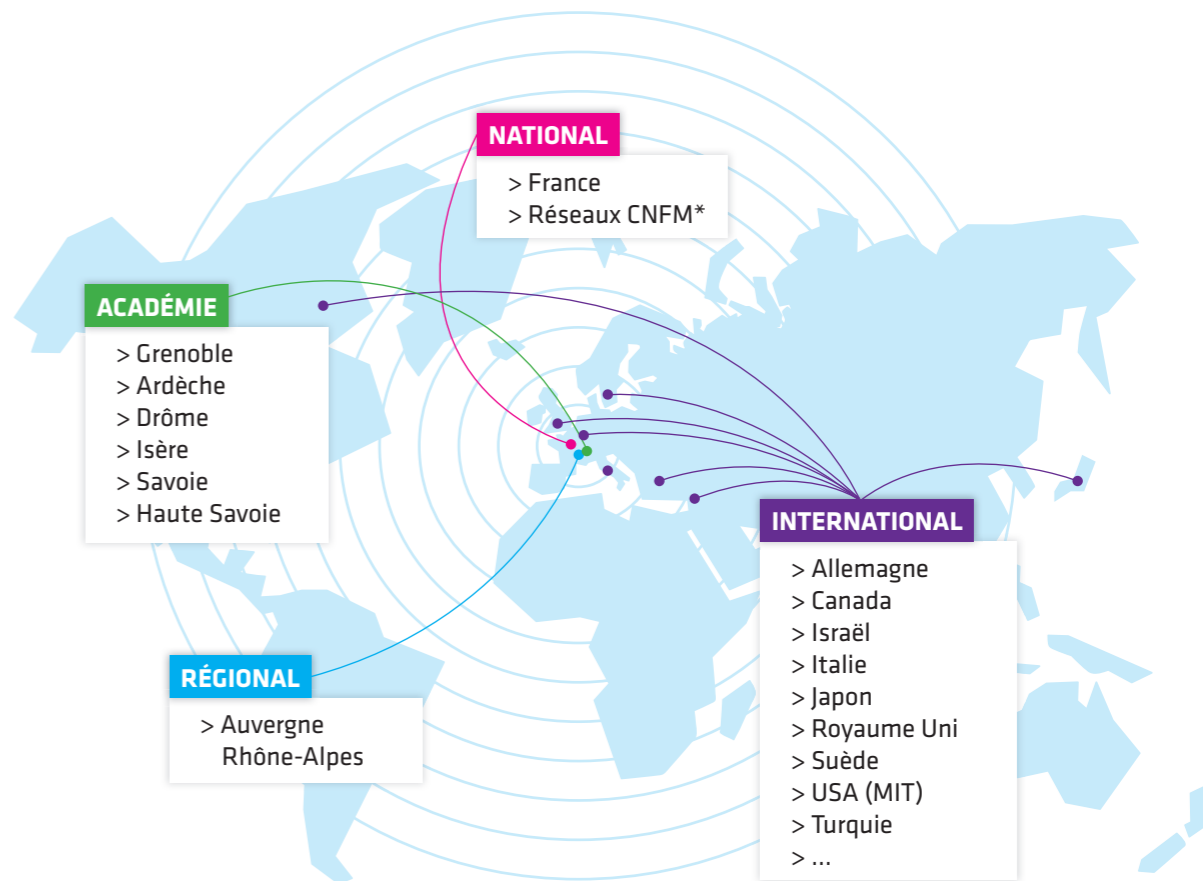 NATIONAL
> France
> Réseaux CNFM*
ACADÉMIE
> Grenoble
> Ardèche
> Drôme
> Isère
> Savoie
> Haute Savoie
INTERNATIONAL
> Allemagne
> Canada
> Israël
> Italie
> Japon
> Royaume Uni
> Suède
> USA (MIT)
> Turquie
> ...
RÉGIONAL
> Auvergne
Rhône-Alpes